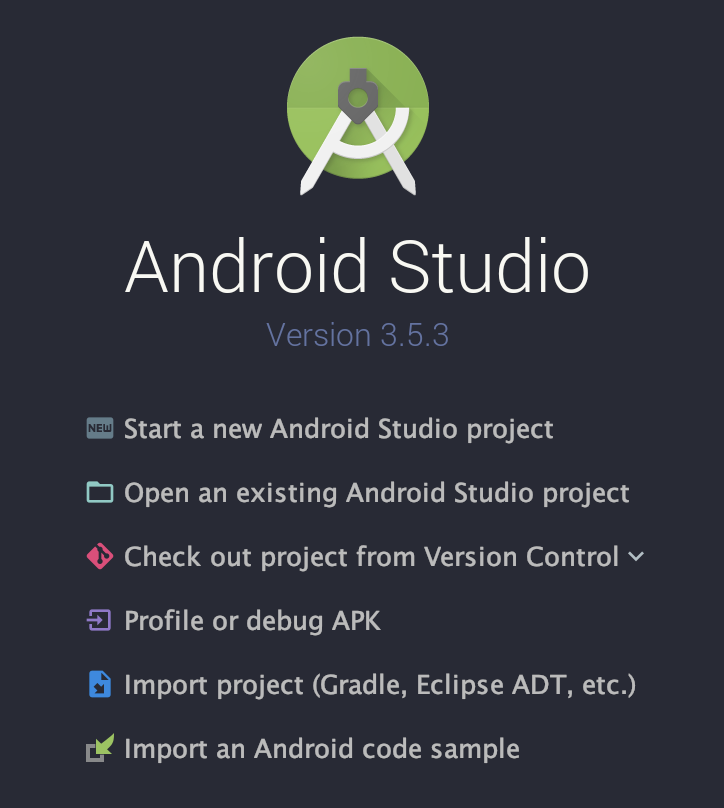 Android Studio
Version 3.5.3
NEW Start a new Android Studio project
Open an existing Android Studio project
Check out project from Version Control
Profile or debug APK
Import project (Gradle, Eclipse ADT, etc.)
Import an Android code sample